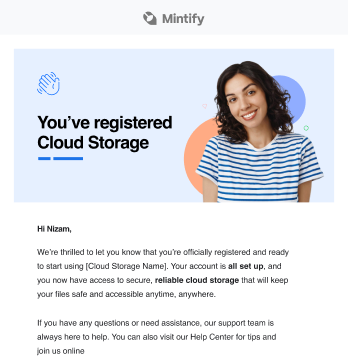 Mintify
You've registered
Cloud Storage
Hi Nizam,
We're thrilled to let you know that you're officially registered and ready
to start using [Cloud Storage Name]. Your account is all set up, and
you now have access to secure, reliable cloud storage that will keep
your files safe and accessible anytime, anywhere.
If you have any questions or need assistance, our support team is
always here to help. You can also visit our Help Center for tips and
join us online